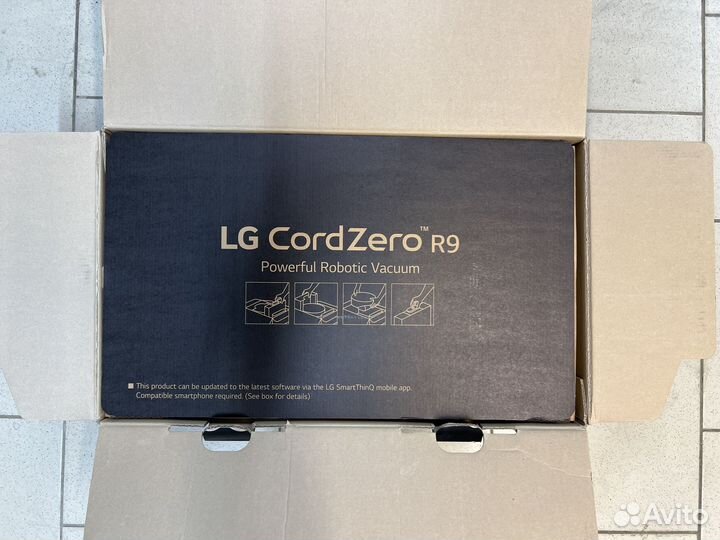 LG CordZero™ R9
Powerful Robotic Vacuum
■ This product can be updated to the latest software via the LG SmartThinQ mobile app.
Compatible smartphone required. (See box for details)
Avito